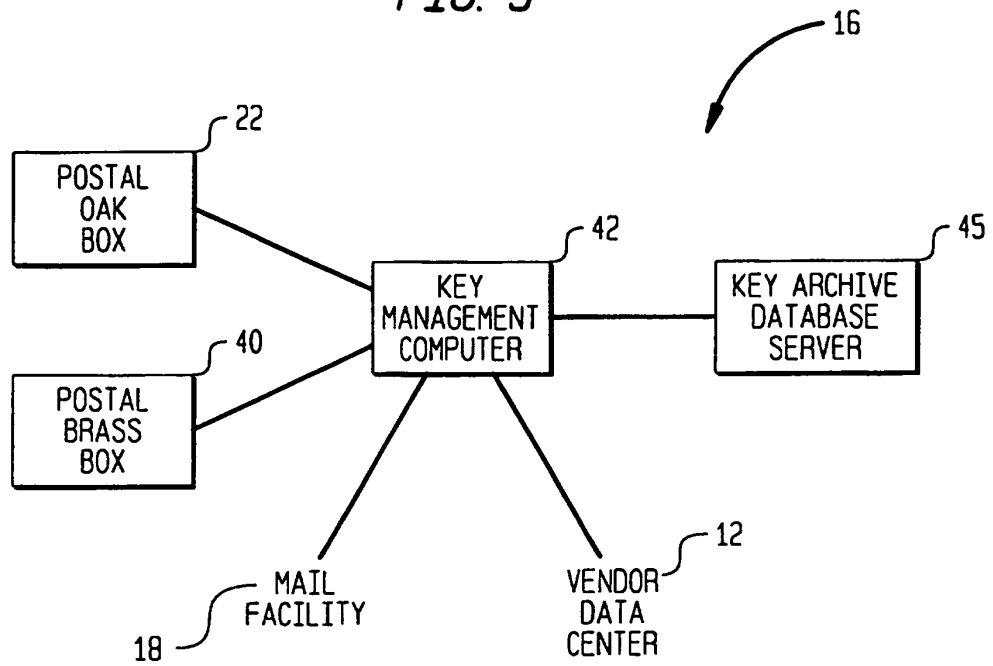 FIG.
16
22
POSTAL
OAK
BOX
42
45
KEY
MANAGEMENT
COMPUTER
KEY ARCHIVE
DATABASE
SERVER
40
POSTAL
BRASS
BOX
12
MAIL
FACILITY
18
VENDOR
DATA
CENTER